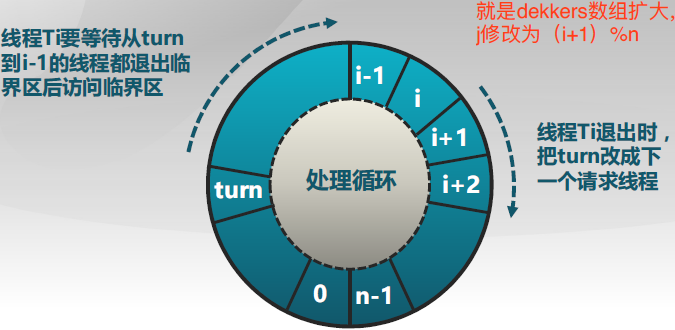 就是dekkers数组扩大，
j修改为（i+1）%n
线程Ti要等待从turn
到i-1的线程都退出临
界区后访问临界区
i-1
i
i+1
i+2
线程Ti退出时，
把turn改成下
一个请求线程
处理循环
turn
0
n-1